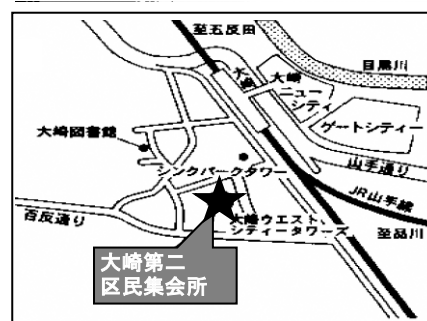 至五反田
目黒川
大崎
大崎
ニュー
シティ
ゲートシティー
大崎図書館
シンクパークタワー
山手通り
JR山手線
百反通り
大崎ウエスト
シティータワーズ
至品川
大崎第二
区民集会所